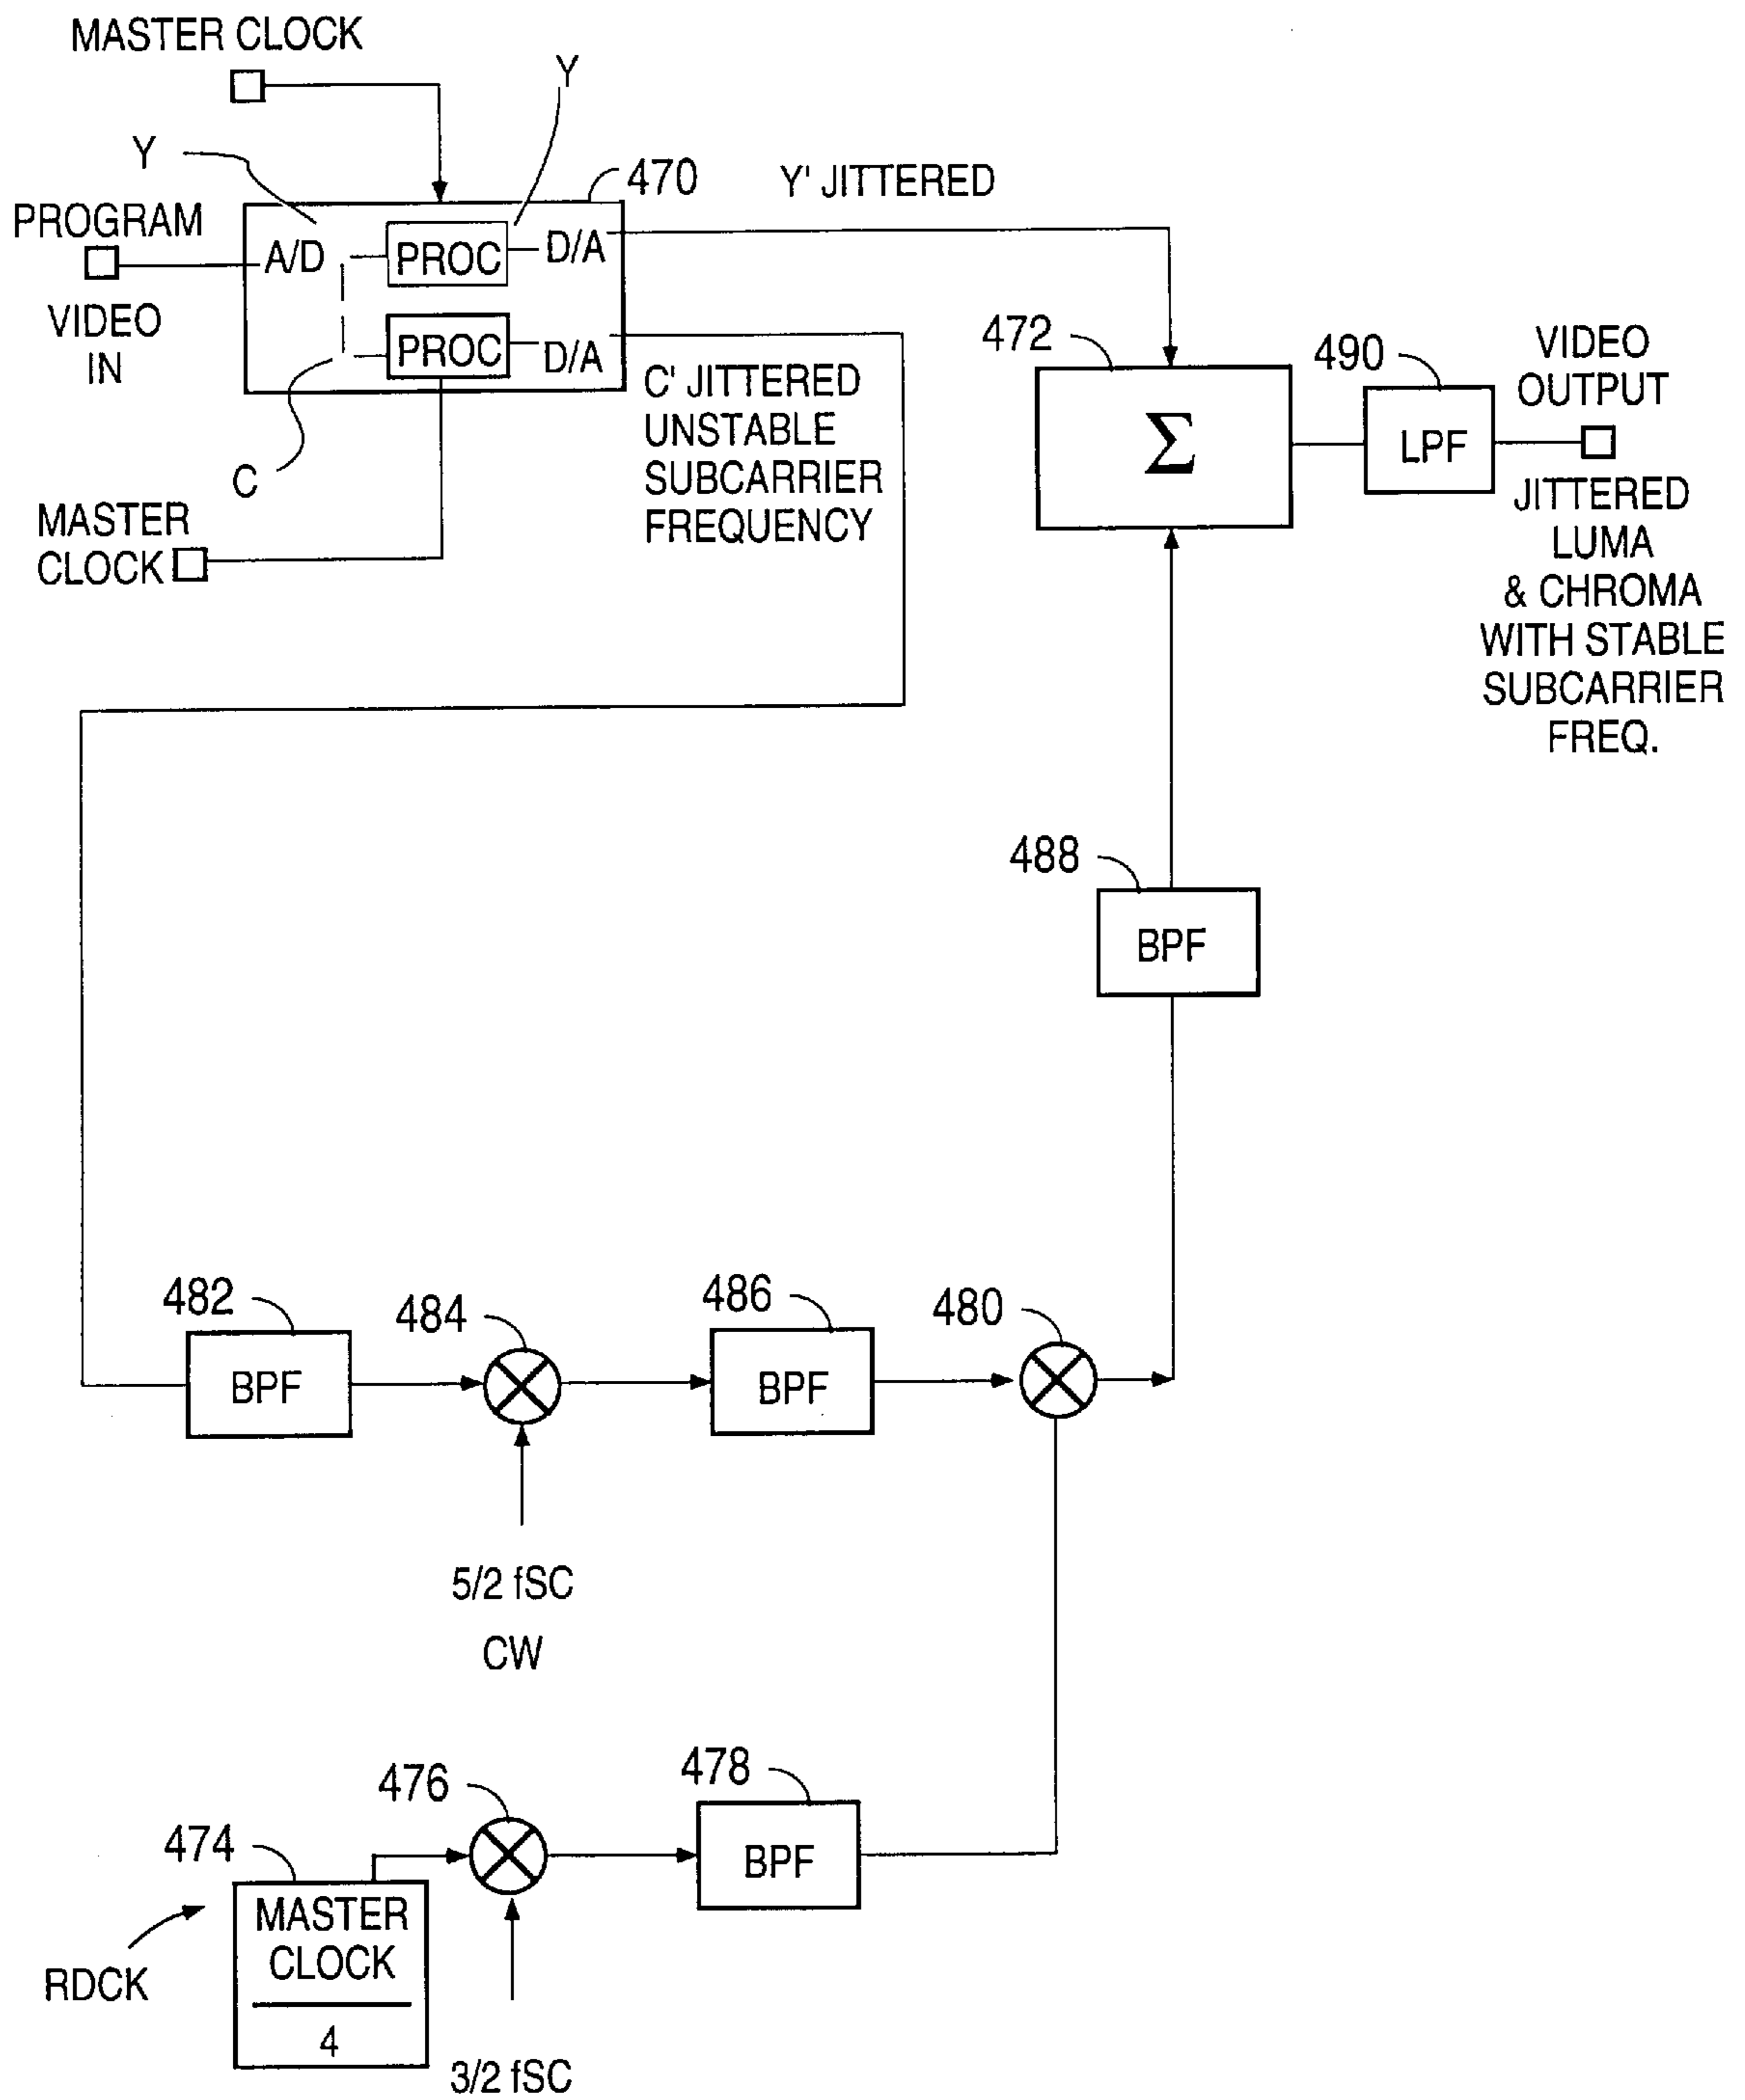 MASTER CLOCK
Y
Y
470
Y' JITTERED
PROGRAM
A/D
PROC
D/A
VIDEO
IN
PROC
D/A
C' JITTERED
UNSTABLE
SUBCARRIER
FREQUENCY
C
MASTER
CLOCK
472
Σ
490
LPF
VIDEO
OUTPUT
JITTERED
LUMA
& CHROMA
WITH STABLE
SUBCARRIER
FREQ.
488
BPF
482
BPF
484
486
BPF
480
5/2 fSC
CW
476
478
BPF
474
MASTER
CLOCK
4
RDCK
3/2 fSC